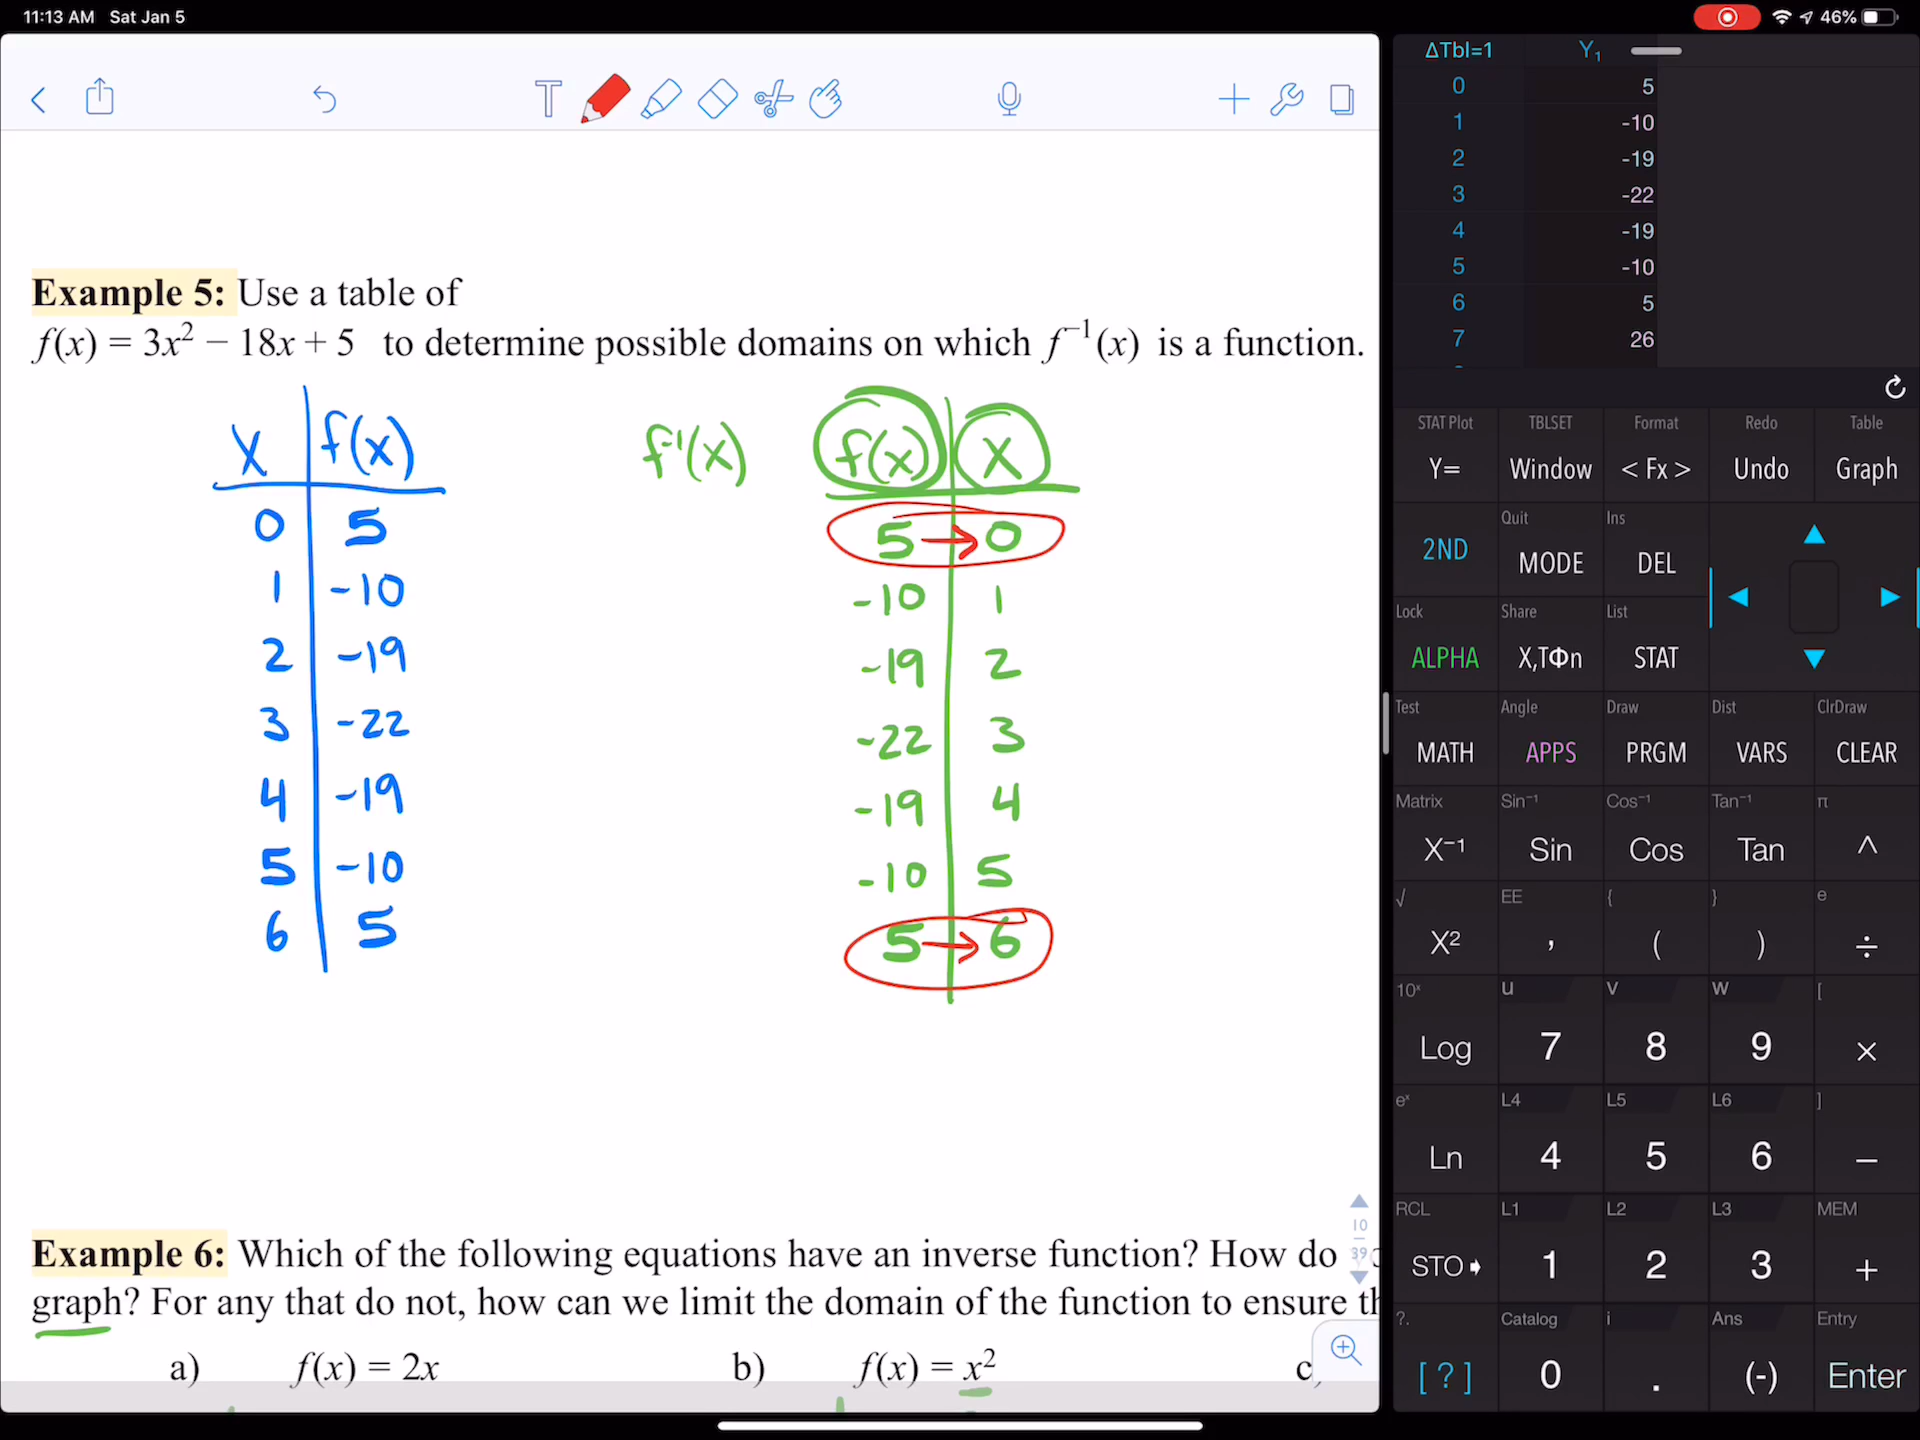 11:13 AM Sat Jan 5
46%
T
Example 5: Use a table of
f(x) = 3x² − 18x + 5 to determine possible domains on which f⁻¹(x) is a function.
x f(x)
0 5
1 -10
2 -19
3 -22
4 -19
5 -10
6 5
f⁻¹(x) f(x) x
5 → 0
-10 1
-19 2
-22 3
-19 4
-10 5
5 → 6
10
39
Example 6: Which of the following equations have an inverse function? How do
graph? For any that do not, how can we limit the domain of the function to ensure th
a) f(x) = 2x b) f(x) = x² c)
ΔTbl=1 Y₁
0 5
1 -10
2 -19
3 -22
4 -19
5 -10
6 5
7 26
STAT Plot TBLSET Format Redo Table
Y= Window < Fx > Undo Graph
Quit Ins
2ND MODE DEL
Lock Share List
ALPHA X,TΦn STAT
Test Angle Draw Dist ClrDraw
MATH APPS PRGM VARS CLEAR
Matrix Sin⁻¹ Cos⁻¹ Tan⁻¹ π
X⁻¹ Sin Cos Tan ^
√ EE { } e
X² , ( ) ÷
10ˣ u v w [
Log 7 8 9 ×
eˣ L4 L5 L6 ]
Ln 4 5 6 −
RCL L1 L2 L3 MEM
STO➧ 1 2 3 +
?. Catalog i Ans Entry
[ ? ] 0 . (-) Enter